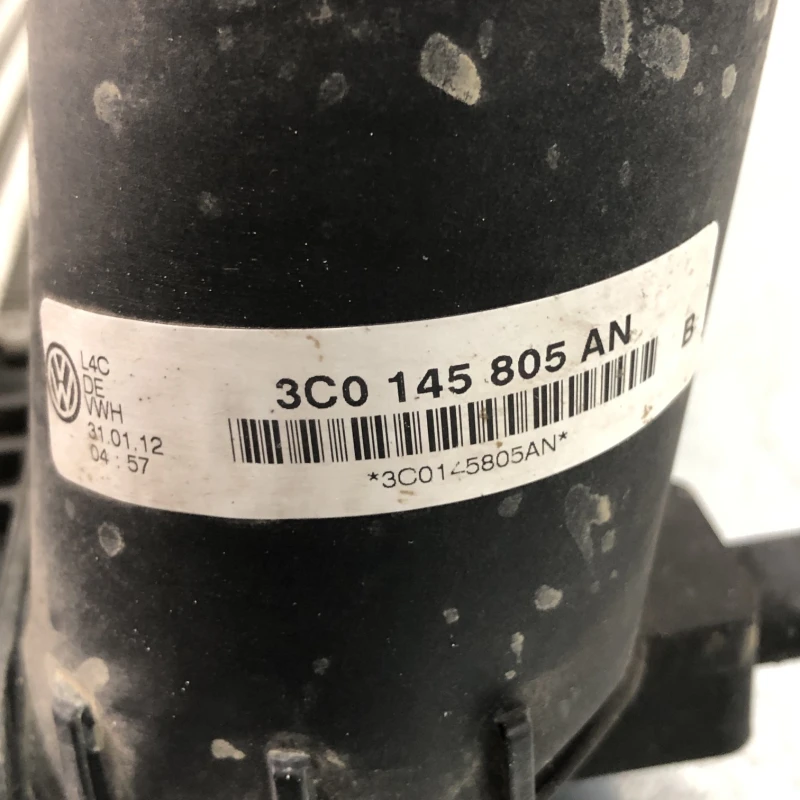 L4C
DE
VWH
31.01.12
04:57
3C0 145 805 AN B
*3C0145805AN*